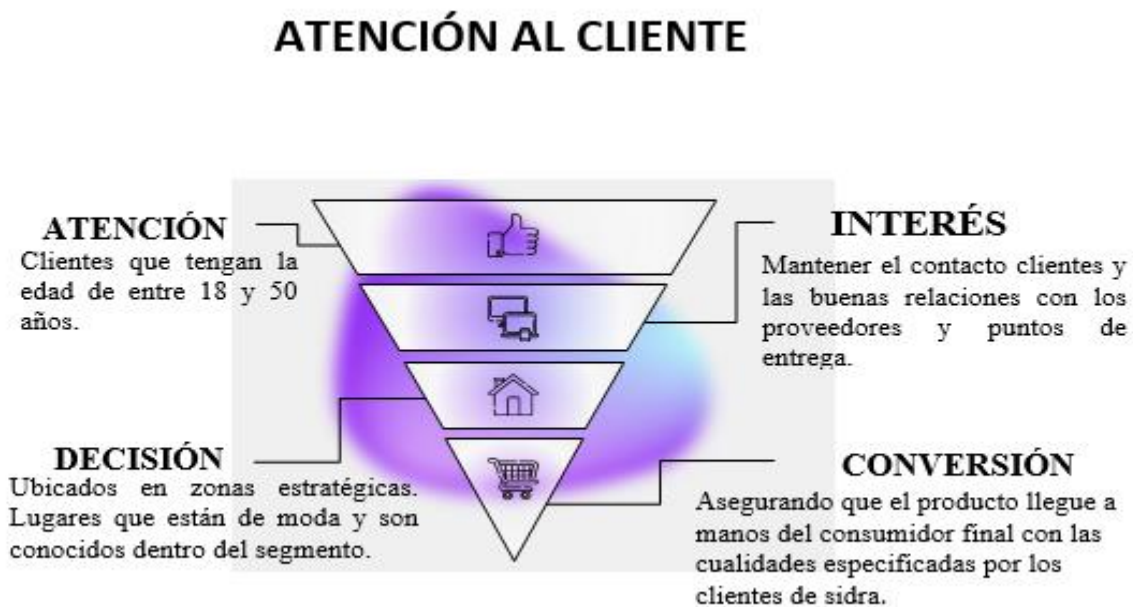 ATENCIÓN AL CLIENTE
ATENCIÓN
Clientes que tengan la
edad de entre 18 y 50
años.
INTERÉS
Mantener el contacto clientes y
las buenas relaciones con los
proveedores y puntos de
entrega.
DECISIÓN
Ubicados en zonas estratégicas.
Lugares que están de moda y son
conocidos dentro del segmento.
CONVERSIÓN
Asegurando que el producto llegue a
manos del consumidor final con las
cualidades especificadas por los
clientes de sidra.